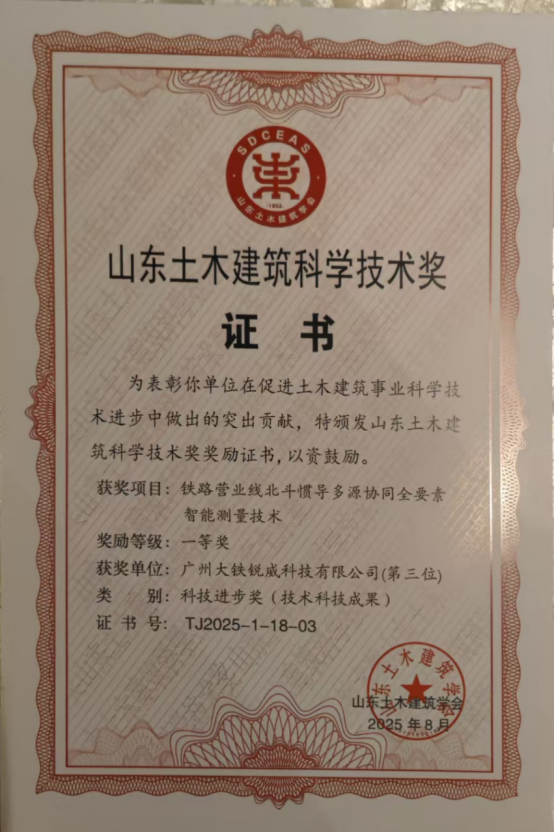 SDCEAS
山东土木建筑学会
山东土木建筑科学技术奖
证 书
为表彰你单位在促进土木建筑事业科学技
术进步中做出的突出贡献，特颁发山东土木建
筑科学技术奖奖励证书，以资鼓励。
获奖项目：铁路营业线北斗惯导多源协同全要素
智能测量技术
奖励等级：一等奖
获奖单位：广州大铁锐威科技有限公司(第三位)
类 别：科技进步奖（技术科技成果）
证 书 号： TJ2025-1-18-03
山东土木建筑学会
山东土木建筑学会
2025 年 8 月